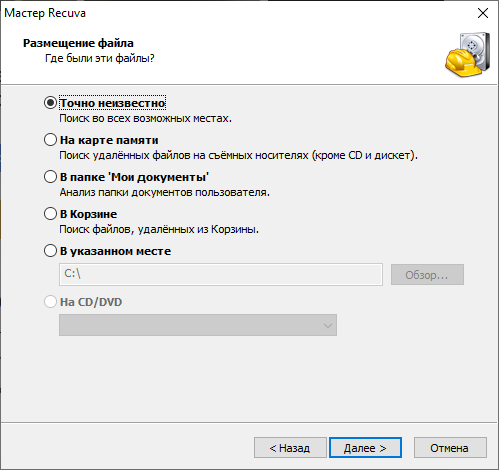 Мастер Recuva
Размещение файла
Где были эти файлы?
Точно неизвестно
Поиск во всех возможных местах.
На карте памяти
Поиск удалённых файлов на съёмных носителях (кроме CD и дискет).
В папке 'Мои документы'
Анализ папки документов пользователя.
В Корзине
Поиск файлов, удалённых из Корзины.
В указанном месте
C:\
Обзор...
На CD/DVD
< Назад
Далее >
Отмена